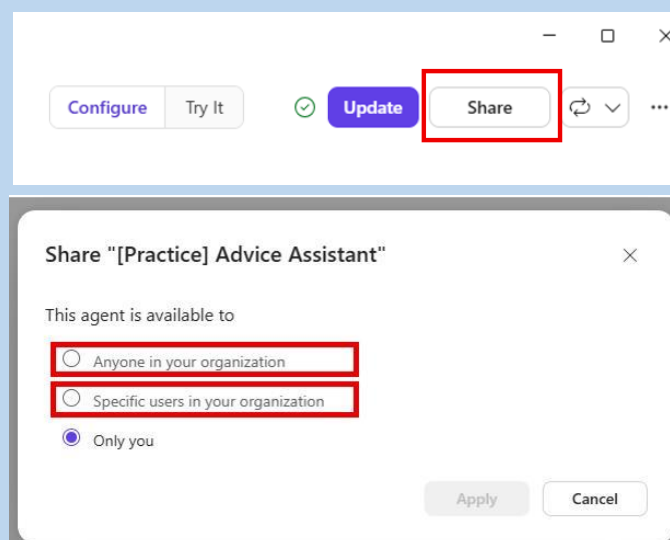 Configure Try It Update Share
Share "[Practice] Advice Assistant"
This agent is available to
Anyone in your organization
Specific users in your organization
Only you
Apply Cancel